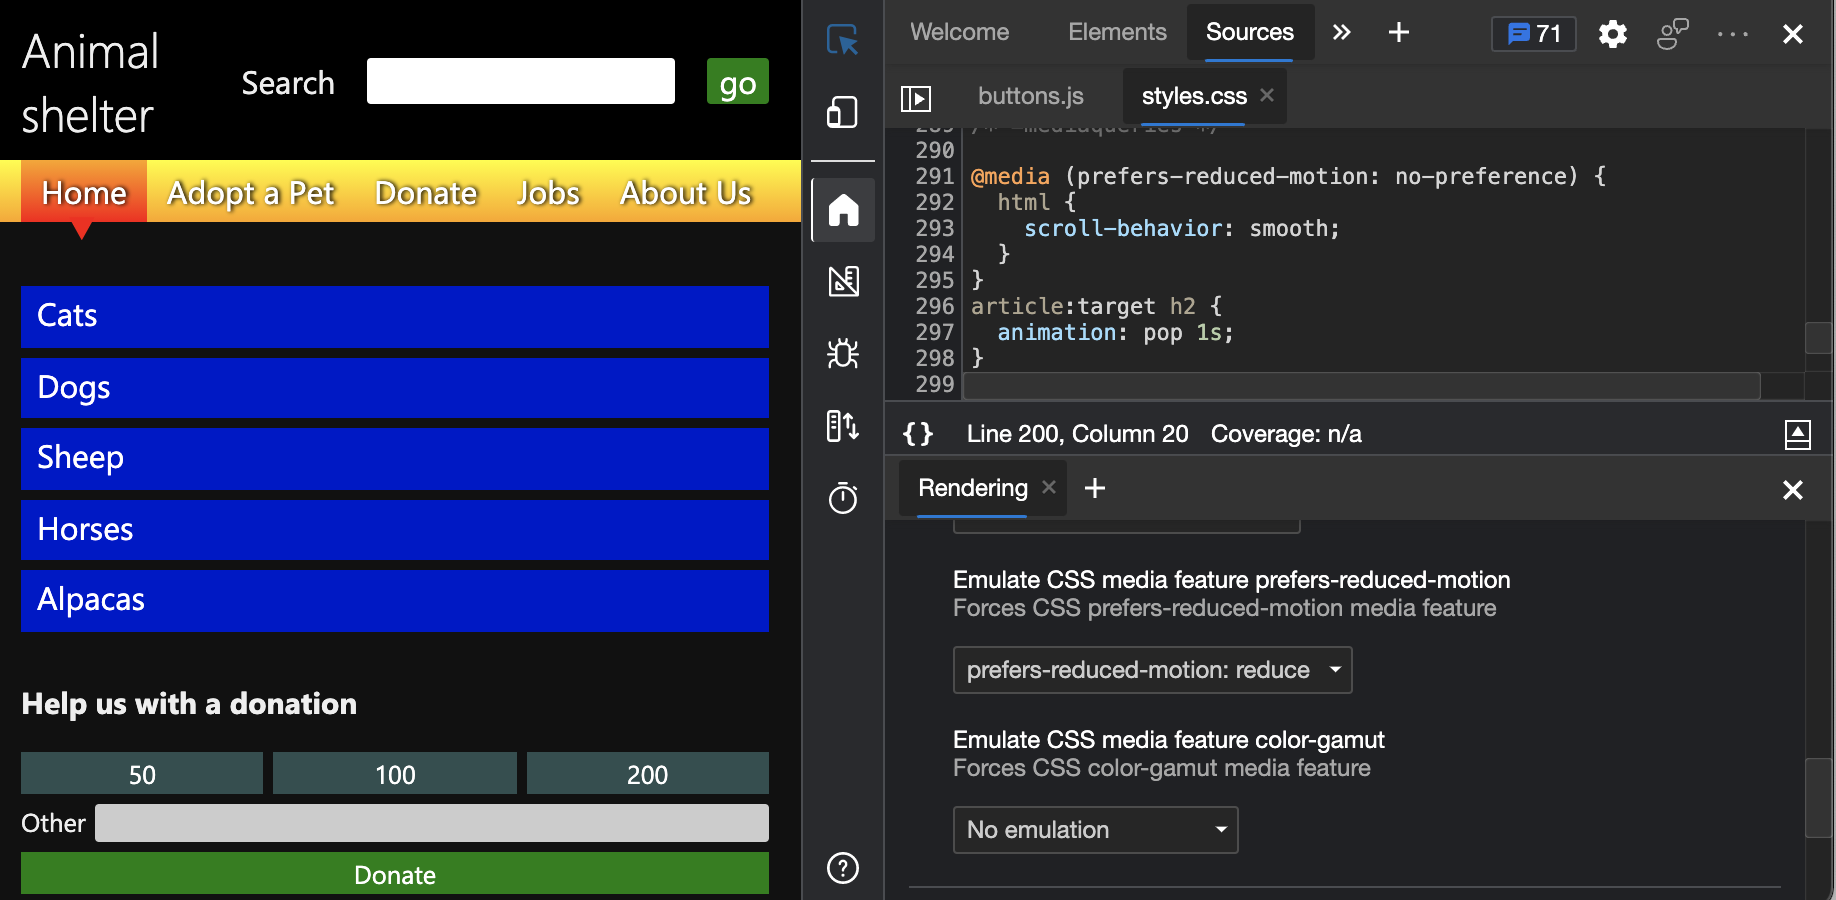 Animal
shelter
Search
go
Home Adopt a Pet Donate Jobs About Us
Cats
Dogs
Sheep
Horses
Alpacas
Help us with a donation
50 100 200
Other
Donate
Welcome Elements Sources » + 71
buttons.js styles.css ×
289 /* -mediaqueries */
290
291 @media (prefers-reduced-motion: no-preference) {
292 html {
293 scroll-behavior: smooth;
294 }
295 }
296 article:target h2 {
297 animation: pop 1s;
298 }
299
{} Line 200, Column 20 Coverage: n/a
Rendering × +
Emulate CSS media feature prefers-reduced-motion
Forces CSS prefers-reduced-motion media feature
prefers-reduced-motion: reduce
Emulate CSS media feature color-gamut
Forces CSS color-gamut media feature
No emulation